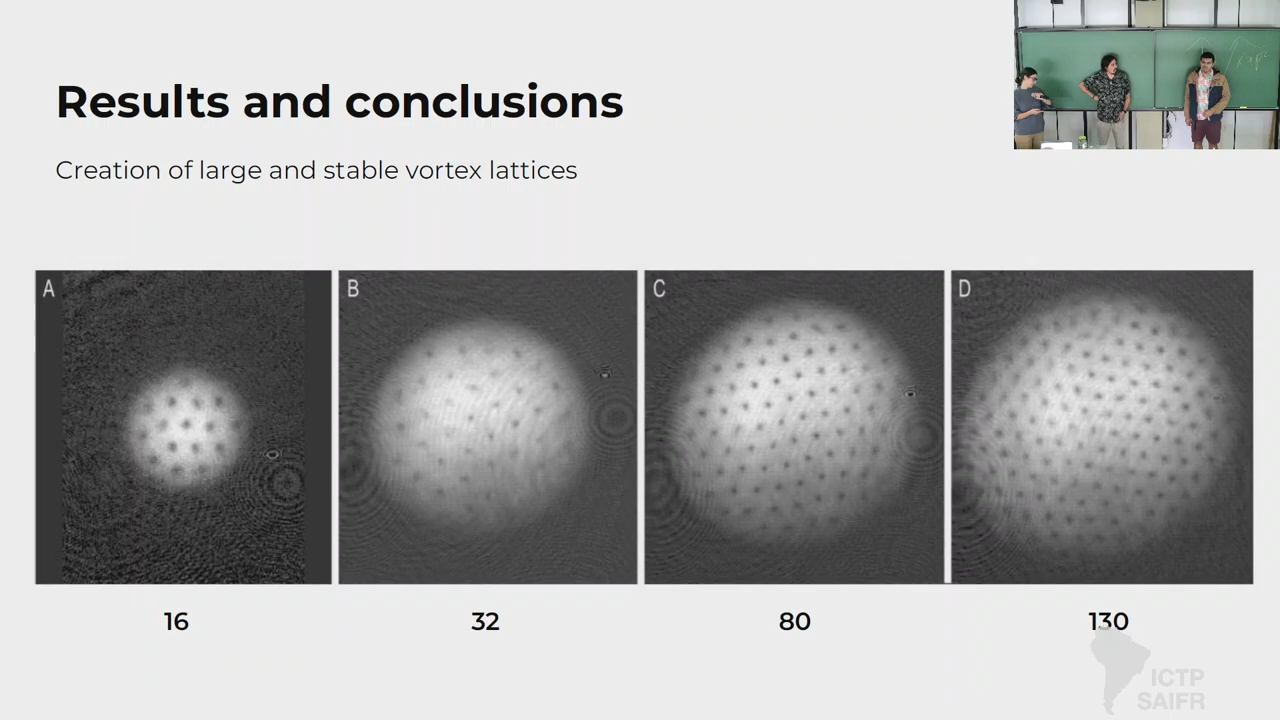 Results and conclusions
Creation of large and stable vortex lattices
A B C D
16 32 80 130
ICTP
SAIFR